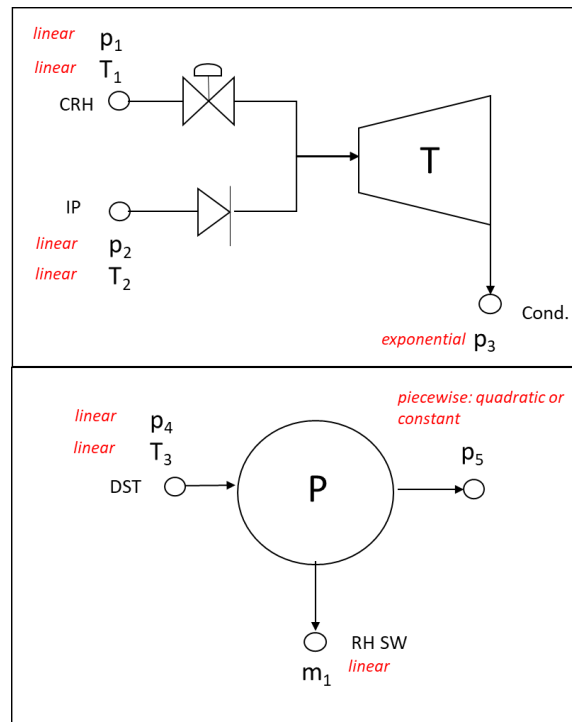 linear p₁
linear T₁
CRH
T
IP
linear p₂
linear T₂
Cond.
exponential p₃
piecewise: quadratic or
constant
linear p₄
linear T₃
p₅
DST
P
RH SW
m₁ linear